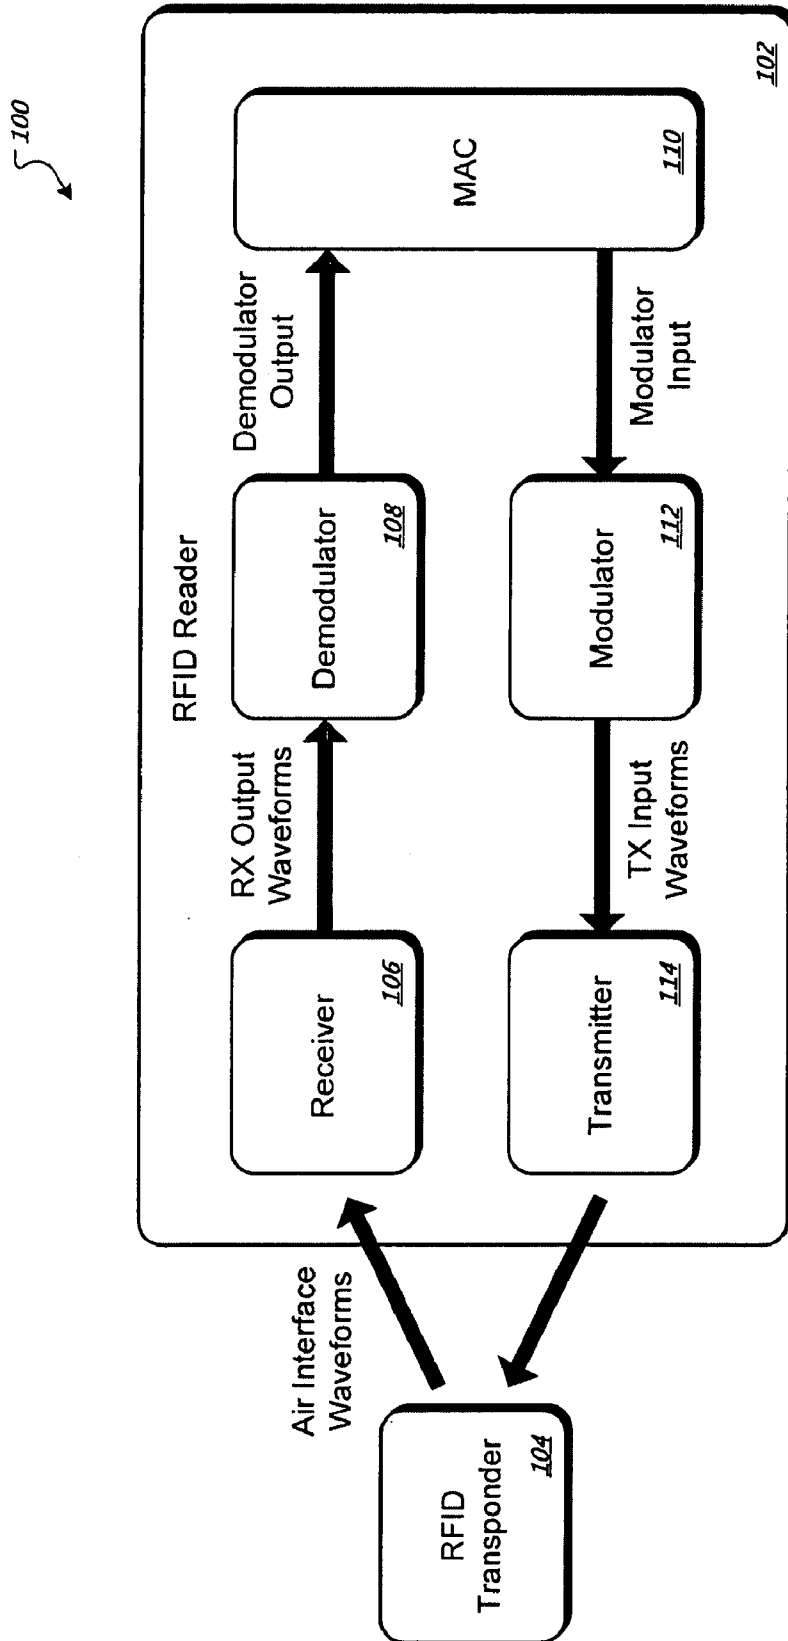 100
RFID Reader
102
RFID
Transponder
104
Air Interface
Waveforms
Receiver
106
RX Output
Waveforms
Demodulator
108
Demodulator
Output
MAC
110
Modulator
Input
Modulator
112
TX Input
Waveforms
Transmitter
114